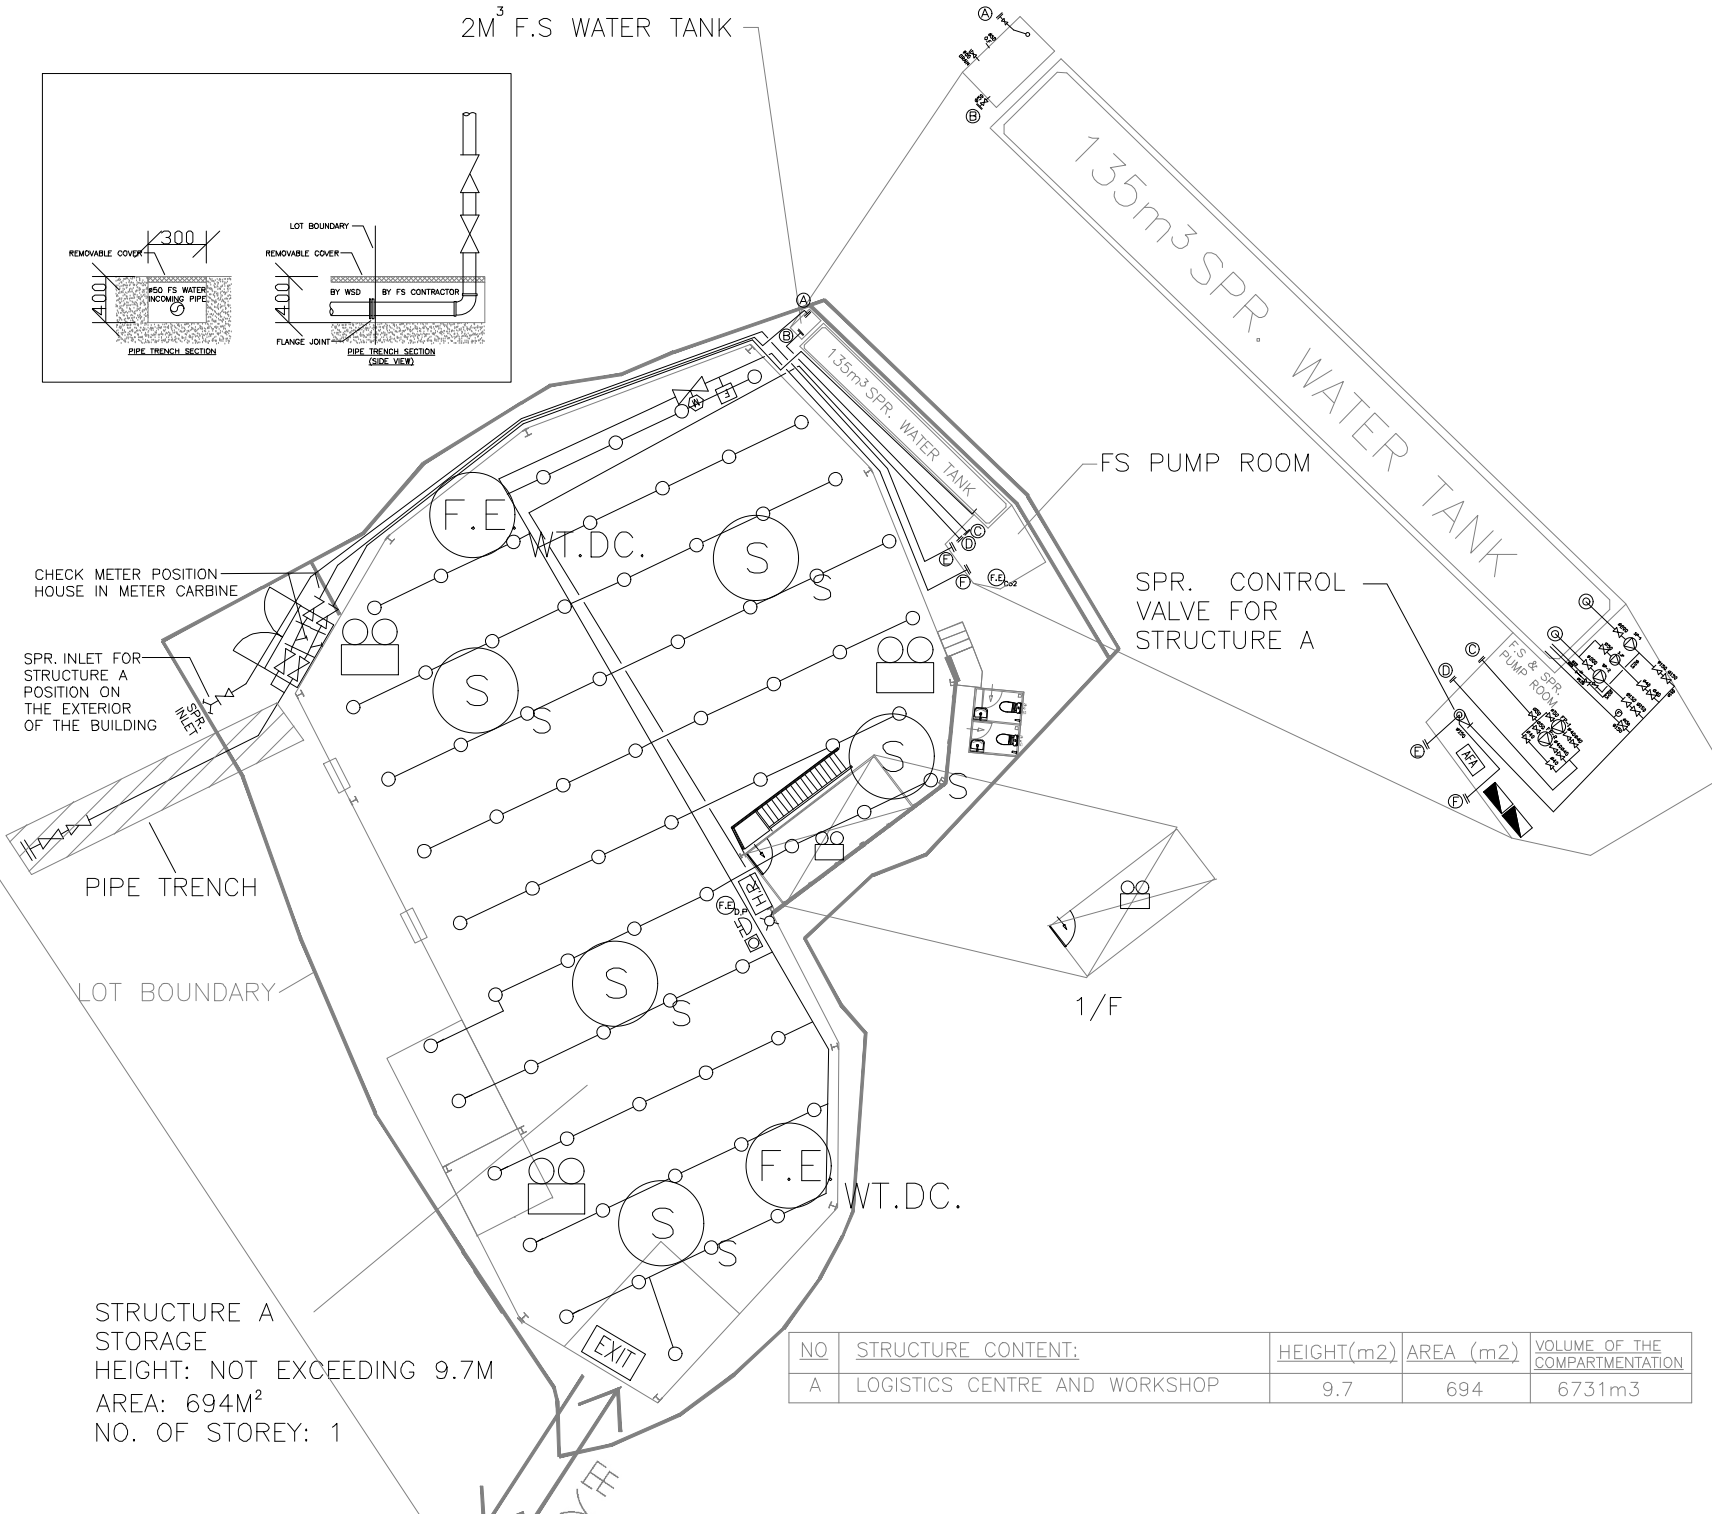 2M³ F.S WATER TANK
A
B
135m³ SPR. WATER TANK
300
LOT BOUNDARY
REMOVABLE COVER
REMOVABLE COVER
400
ø50 FS WATER
INCOMING PIPE
400
BY WSD
BY FS CONTRACTOR
FLANGE JOINT
PIPE TRENCH SECTION
PIPE TRENCH SECTION
(SIDE VIEW)
A
B
135m³ SPR. WATER TANK
M
F
FS PUMP ROOM
F.E.
WT.DC.
S
S
C
D
E
F
F.E
Co2
CHECK METER POSITION
HOUSE IN METER CARBINE
SPR. CONTROL
VALVE FOR
STRUCTURE A
SPR. INLET FOR
STRUCTURE A
POSITION ON
THE EXTERIOR
OF THE BUILDING
SPR.
INLET
S
S
S
S
F.S & SPR.
PUMP ROOM
C
D
E
F
AFA
PIPE TRENCH
H.R
F.E
D.P
LOT BOUNDARY
S
S
1/F
F.E.
WT.DC.
S
S
EXIT
STRUCTURE A
STORAGE
HEIGHT: NOT EXCEEDING 9.7M
AREA: 694M²
NO. OF STOREY: 1
NO STRUCTURE CONTENT: HEIGHT(m2) AREA (m2) VOLUME OF THE
COMPARTMENTATION
A LOGISTICS CENTRE AND WORKSHOP 9.7 694 6731m3